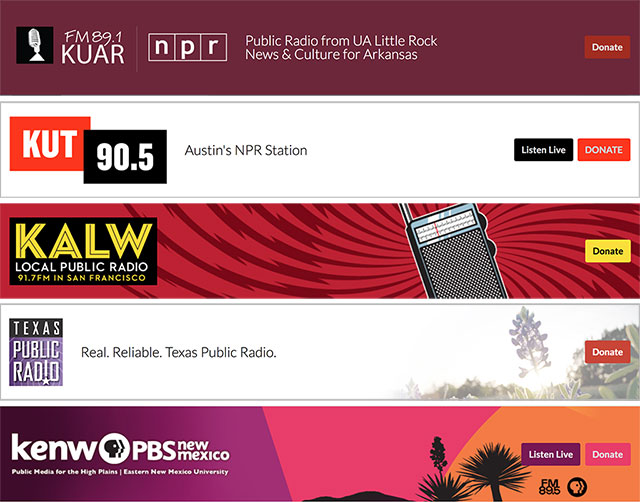 FM 89.1
KUAR
npr
Public Radio from UA Little Rock
News & Culture for Arkansas
Donate
KUT
90.5
Austin's NPR Station
Listen Live
DONATE
KALW
LOCAL PUBLIC RADIO
91.7FM IN SAN FRANCISCO
Donate
TEXAS
PUBLIC
RADIO
Real. Reliable. Texas Public Radio.
Donate
kenw PBS new
mexico
Public Media for the High Plains | Eastern New Mexico University
Listen Live
Donate
FM
89.5